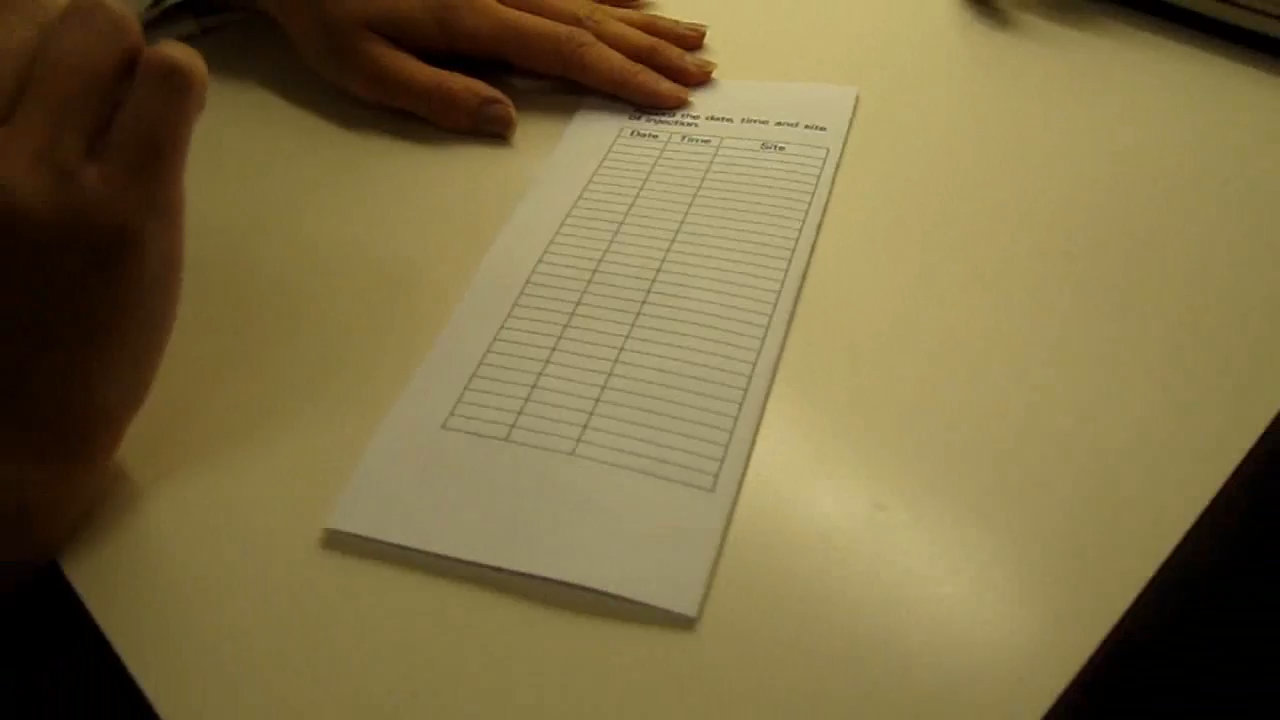 the date, time and site
of injection.
Date Time Site